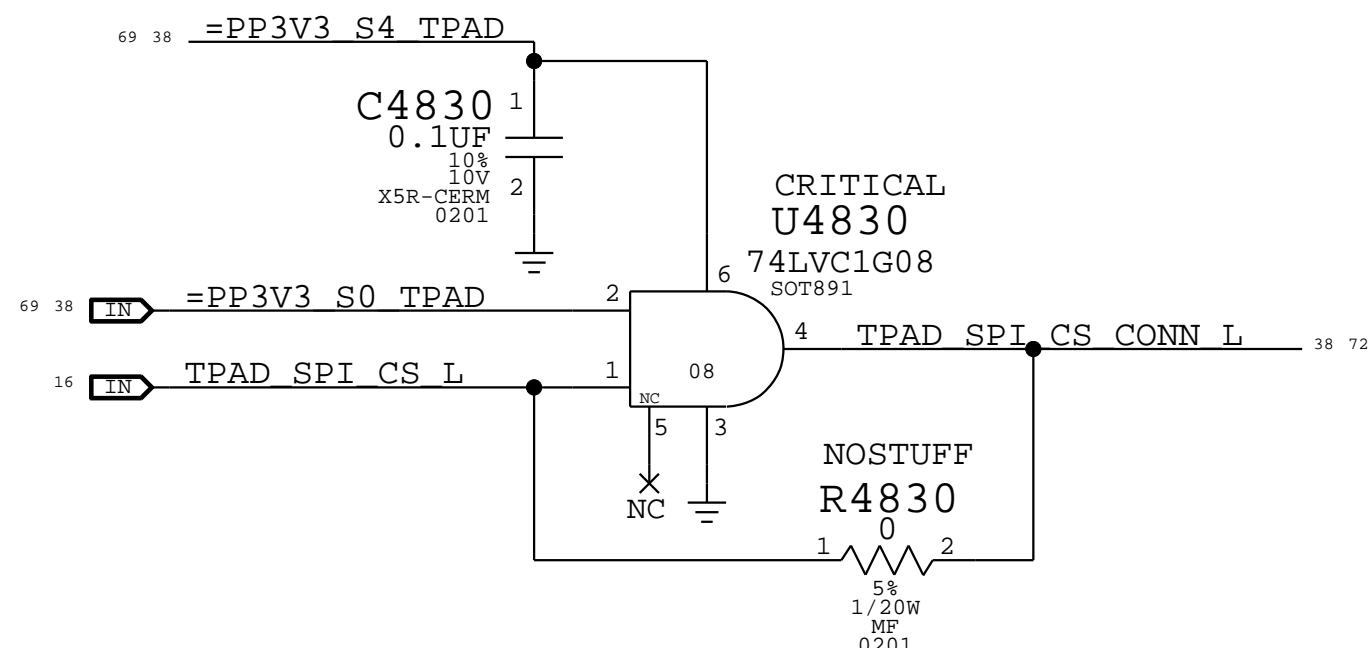 69 38 =PP3V3_S4_TPAD
C4830 1
0.1UF
10%
10V
X5R-CERM 2
0201
CRITICAL
U4830
74LVC1G08
SOT891
6
69 38 IN =PP3V3_S0_TPAD 2
4 TPAD_SPI_CS_CONN_L 38 72
16 IN TPAD_SPI_CS_L 1
08
NC
5 3
NC
NOSTUFF
R4830
0
1 2
5%
1/20W
MF
0201